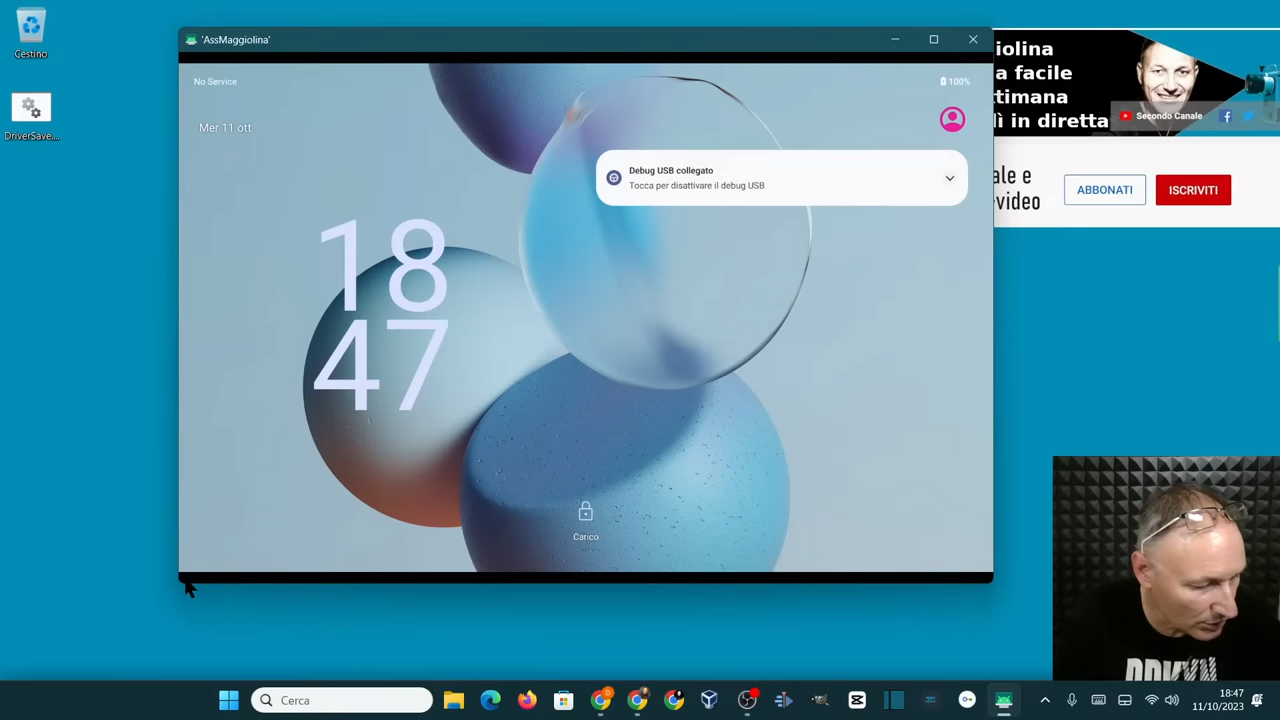 Cestino
DriverSave....
'AssMaggiolina'
No Service
100%
Mer 11 ott
Debug USB collegato
Tocca per disattivare il debug USB
18
47
Carico
iolina
a facile
ttimana
dì in diretta
Secondo Canale
ale e
video
ABBONATI
ISCRIVITI
Cerca
18:47
11/10/2023